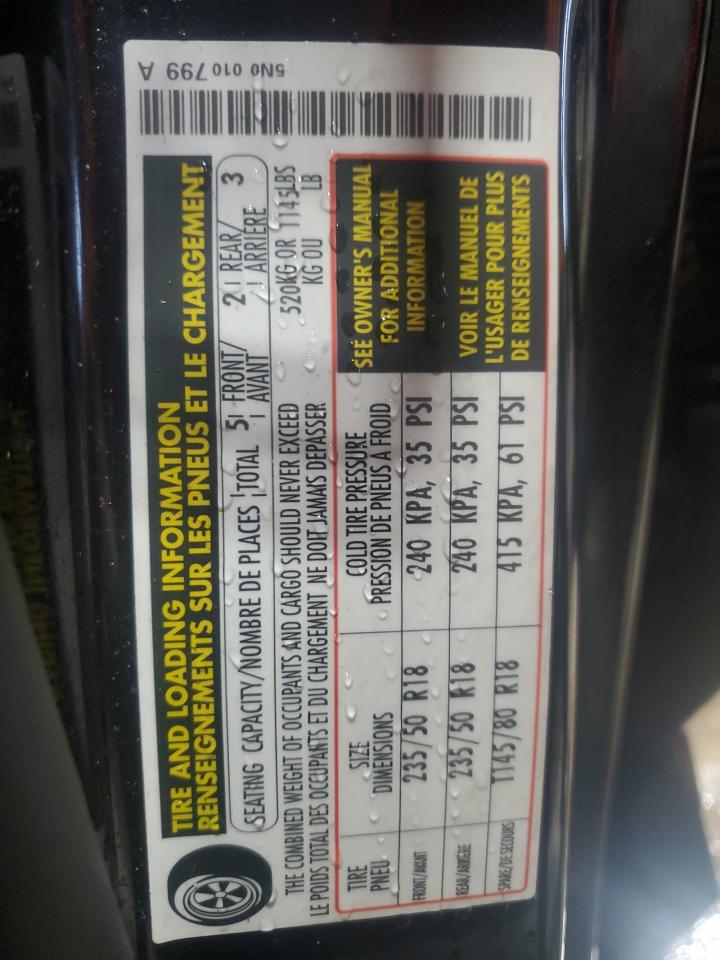 TIRE AND LOADING INFORMATION
RENSEIGNEMENTS SUR LES PNEUS ET LE CHARGEMENT
SEATING CAPACITY/NOMBRE DE PLACES TOTAL 5 FRONT/AVANT 2 REAR/ARRIÈRE 3
THE COMBINED WEIGHT OF OCCUPANTS AND CARGO SHOULD NEVER EXCEED 520KG OR 1145LBS
LE POIDS TOTAL DES OCCUPANTS ET DU CHARGEMENT NE DOIT JAMAIS DEPASSER KG OU LB
TIRE SIZE COLD TIRE PRESSURE
PNEU DIMENSIONS PRESSION DE PNEUS A FROID
FRONT/AVANT 235/50 R18 240 KPA, 35 PSI
REAR/ARRIERE 235/50 R18 240 KPA, 35 PSI
SPARE/DE SECOURS T145/80 R18 415 KPA, 61 PSI
SEE OWNER'S MANUAL
FOR ADDITIONAL
INFORMATION
VOIR LE MANUEL DE
L'USAGER POUR PLUS
DE RENSEIGNEMENTS
5N0 010 799 A